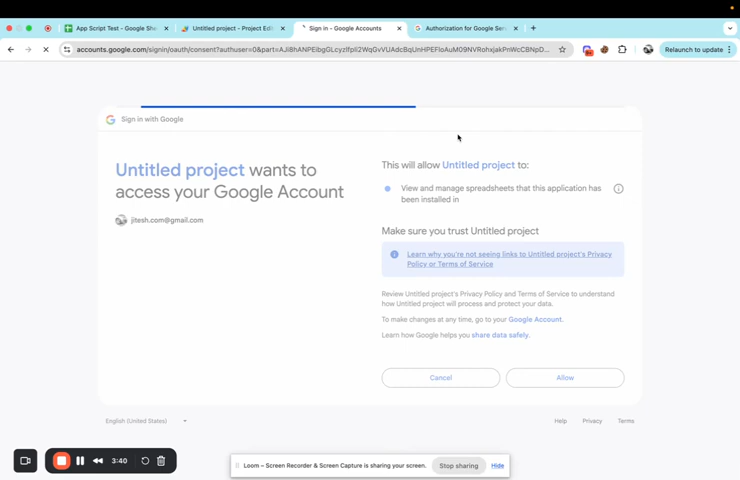 App Script Test - Google She
Untitled project - Project Edi
Sign in - Google Accounts
Authorization for Google Serv
Relaunch to update
Sign in with Google
Untitled project wants to
access your Google Account
jitesh.com@gmail.com
This will allow Untitled project to:
View and manage spreadsheets that this application has
been installed in
Make sure you trust Untitled project
Learn why you're not seeing links to Untitled project's Privacy
Policy or Terms of Service
Review Untitled project's Privacy Policy and Terms of Service to understand
how Untitled project will process and protect your data.
To make changes at any time, go to your Google Account.
Learn how Google helps you share data safely.
Cancel
Allow
English (United States)
Help
Privacy
Terms
3:40
Loom – Screen Recorder & Screen Capture is sharing your screen.
Stop sharing
Hide